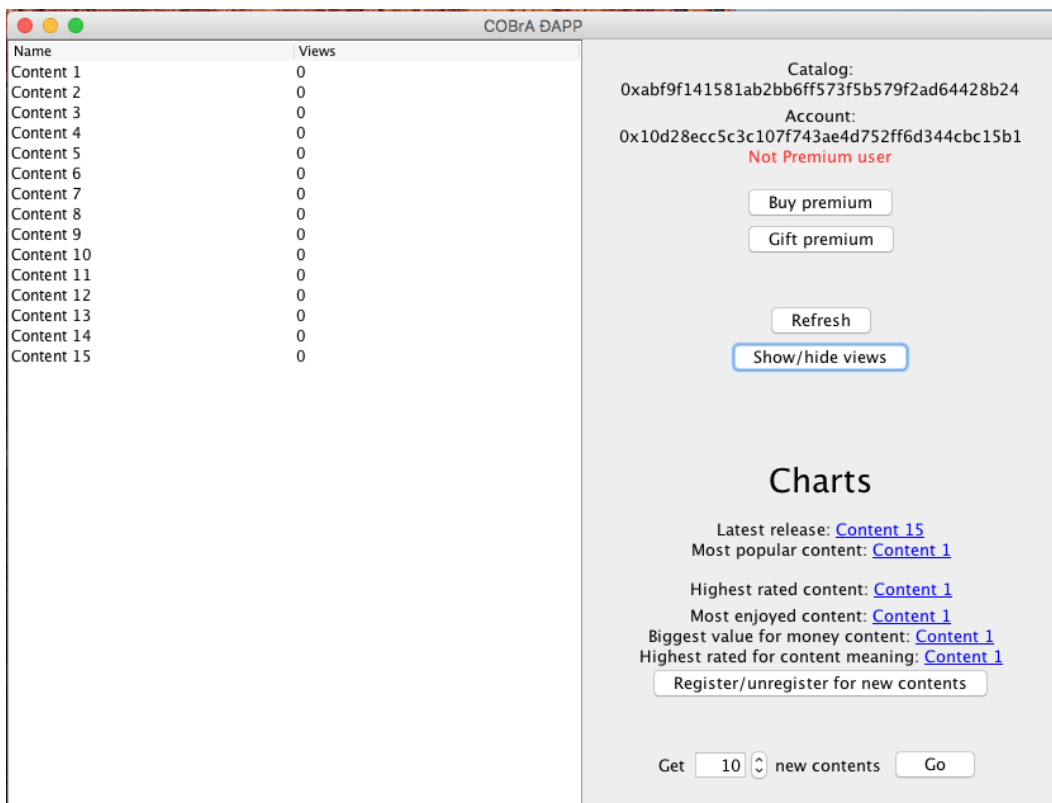 COBrA ĐAPP
Name Views
Content 1 0
Content 2 0
Content 3 0
Content 4 0
Content 5 0
Content 6 0
Content 7 0
Content 8 0
Content 9 0
Content 10 0
Content 11 0
Content 12 0
Content 13 0
Content 14 0
Content 15 0
Catalog:
0xabf9f141581ab2bb6ff573f5b579f2ad64428b24
Account:
0x10d28ecc5c3c107f743ae4d752ff6d344cbc15b1
Not Premium user
Buy premium
Gift premium
Refresh
Show/hide views
Charts
Latest release: Content 15
Most popular content: Content 1
Highest rated content: Content 1
Most enjoyed content: Content 1
Biggest value for money content: Content 1
Highest rated for content meaning: Content 1
Register/unregister for new contents
Get 10 new contents Go